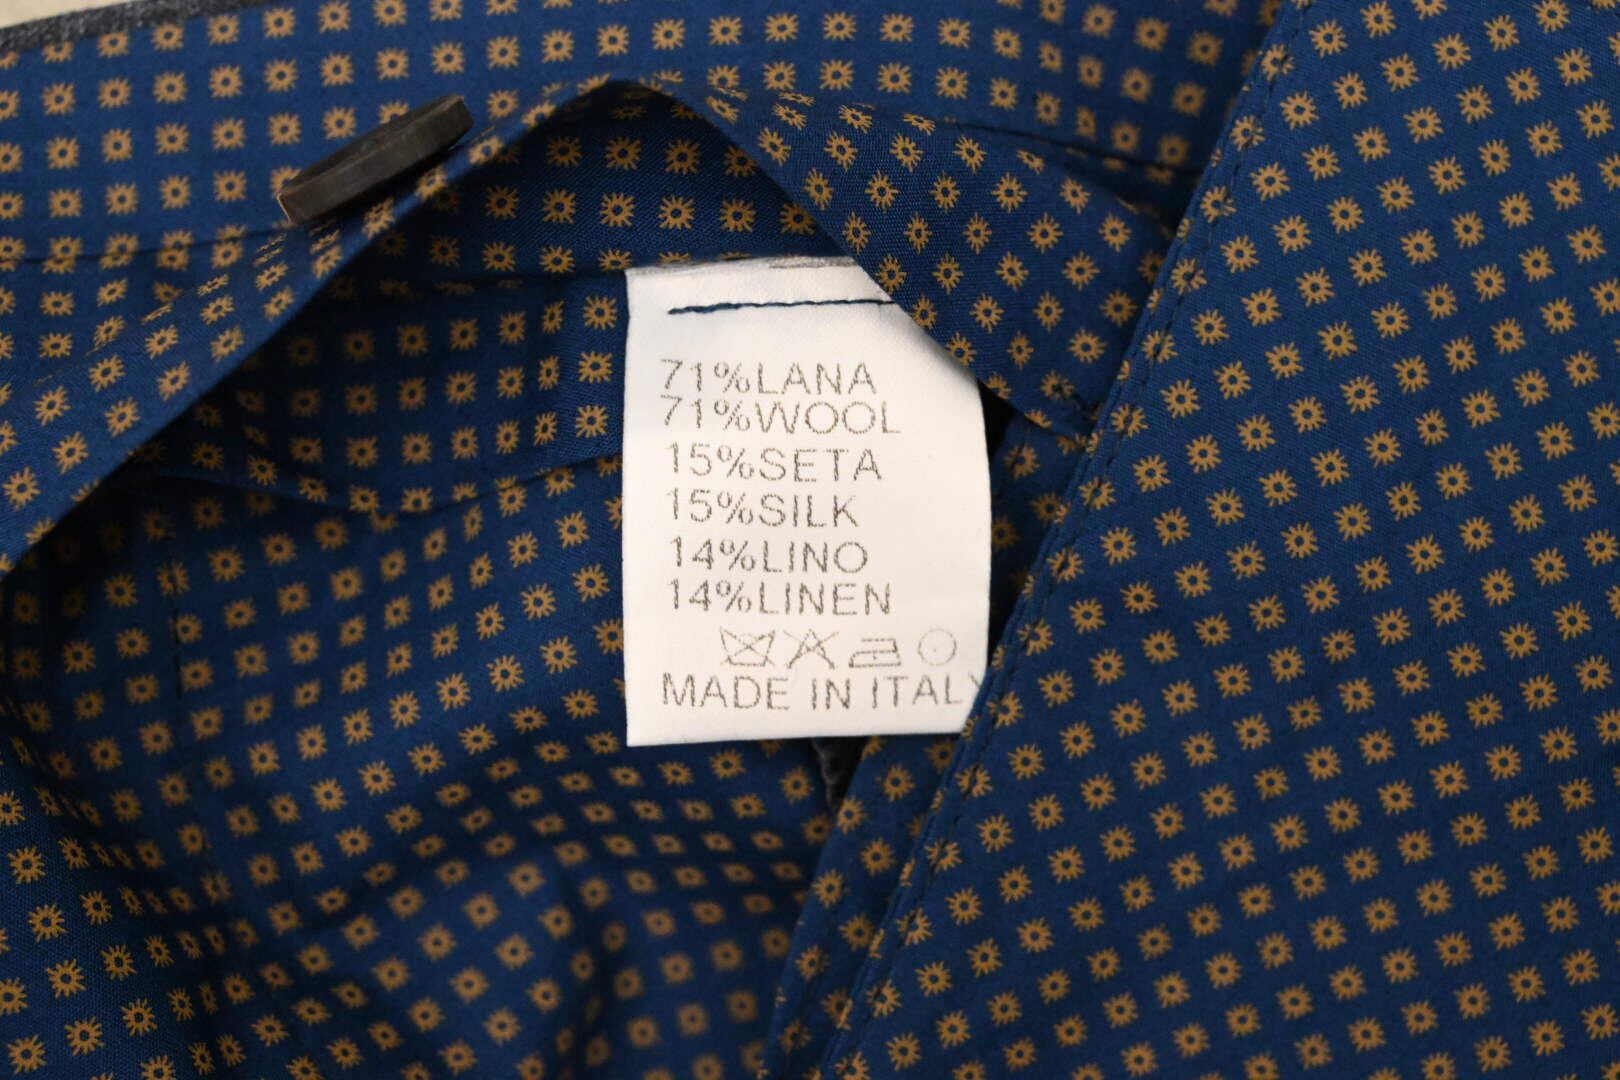 71%LANA
71%WOOL
15%SETA
15%SILK
14%LINO
14%LINEN
MADE IN ITALY